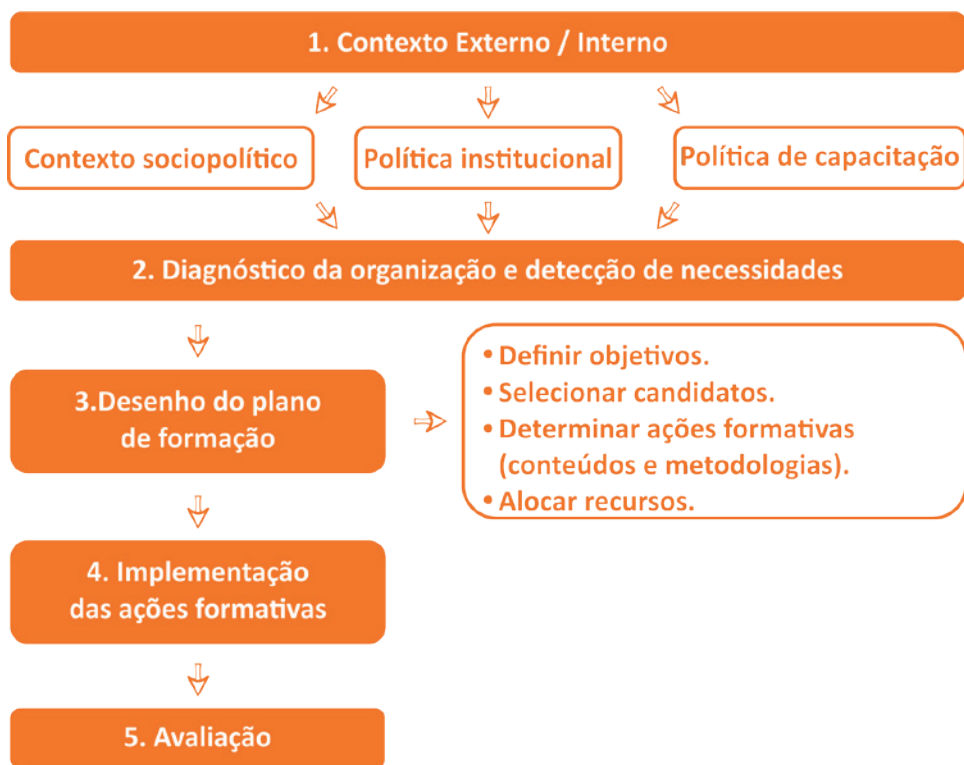 1. Contexto Externo / Interno
Contexto sociopolítico
Política institucional
Política de capacitação
2. Diagnóstico da organização e detecção de necessidades
3.Desenho do plano
de formação
• Definir objetivos.
• Selecionar candidatos.
• Determinar ações formativas
(conteúdos e metodologias).
• Alocar recursos.
4. Implementação
das ações formativas
5. Avaliação